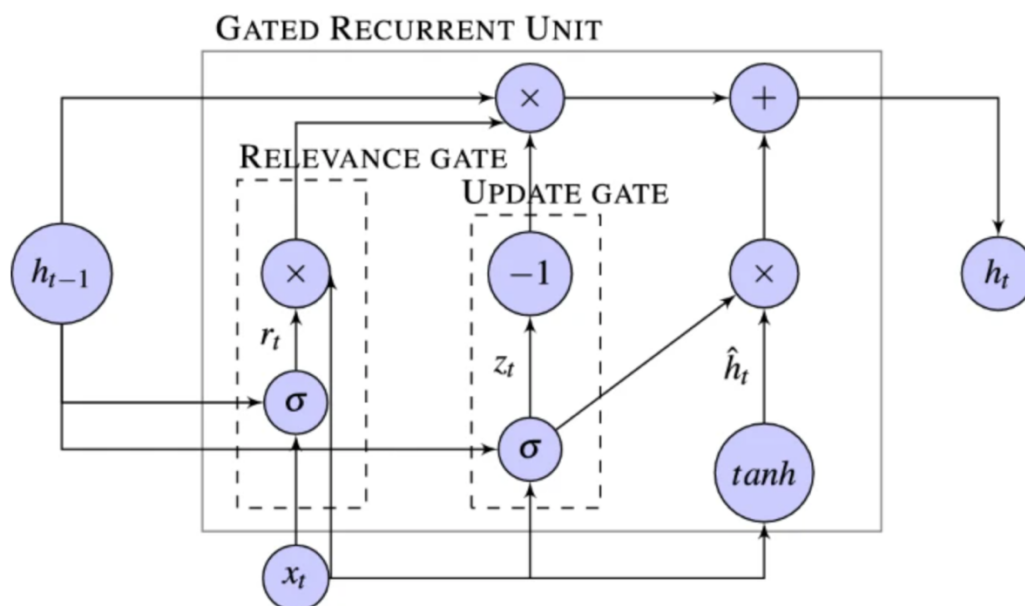 GATED RECURRENT UNIT
× +
RELEVANCE GATE
UPDATE GATE
h_{t−1} × −1 × h_t
r_t z_t ĥ_t
σ
σ
tanh
x_t